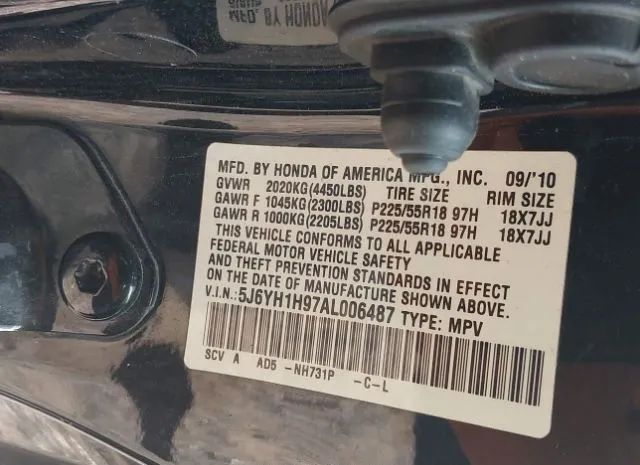 MFD. BY HONDA
MFD. BY HONDA OF AMERICA MFG., INC. 09/'10
GVWR 2020KG(4450LBS) TIRE SIZE RIM SIZE
GAWR F 1045KG(2300LBS) P225/55R18 97H 18X7JJ
GAWR R 1000KG(2205LBS) P225/55R18 97H 18X7JJ
THIS VEHICLE CONFORMS TO ALL APPLICABLE
FEDERAL MOTOR VEHICLE SAFETY
AND THEFT PREVENTION STANDARDS IN EFFECT
ON THE DATE OF MANUFACTURE SHOWN ABOVE.
V.I.N.:5J6YH1H97AL006487 TYPE: MPV
SCV A AD5 -NH731P -C-L